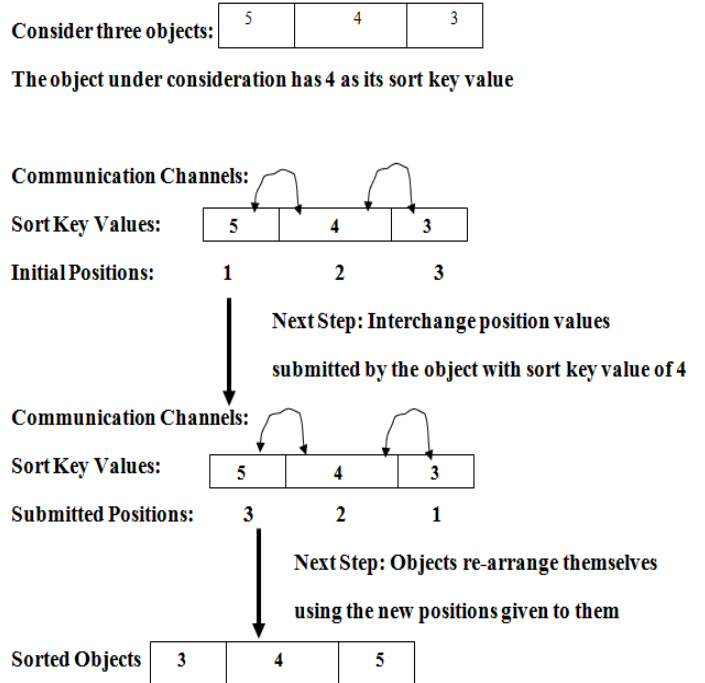 Consider three objects: 5 4 3
The object under consideration has 4 as its sort key value
Communication Channels:
Sort Key Values: 5 4 3
Initial Positions: 1 2 3
Next Step: Interchange position values
submitted by the object with sort key value of 4
Communication Channels:
Sort Key Values: 5 4 3
Submitted Positions: 3 2 1
Next Step: Objects re-arrange themselves
using the new positions given to them
Sorted Objects 3 4 5